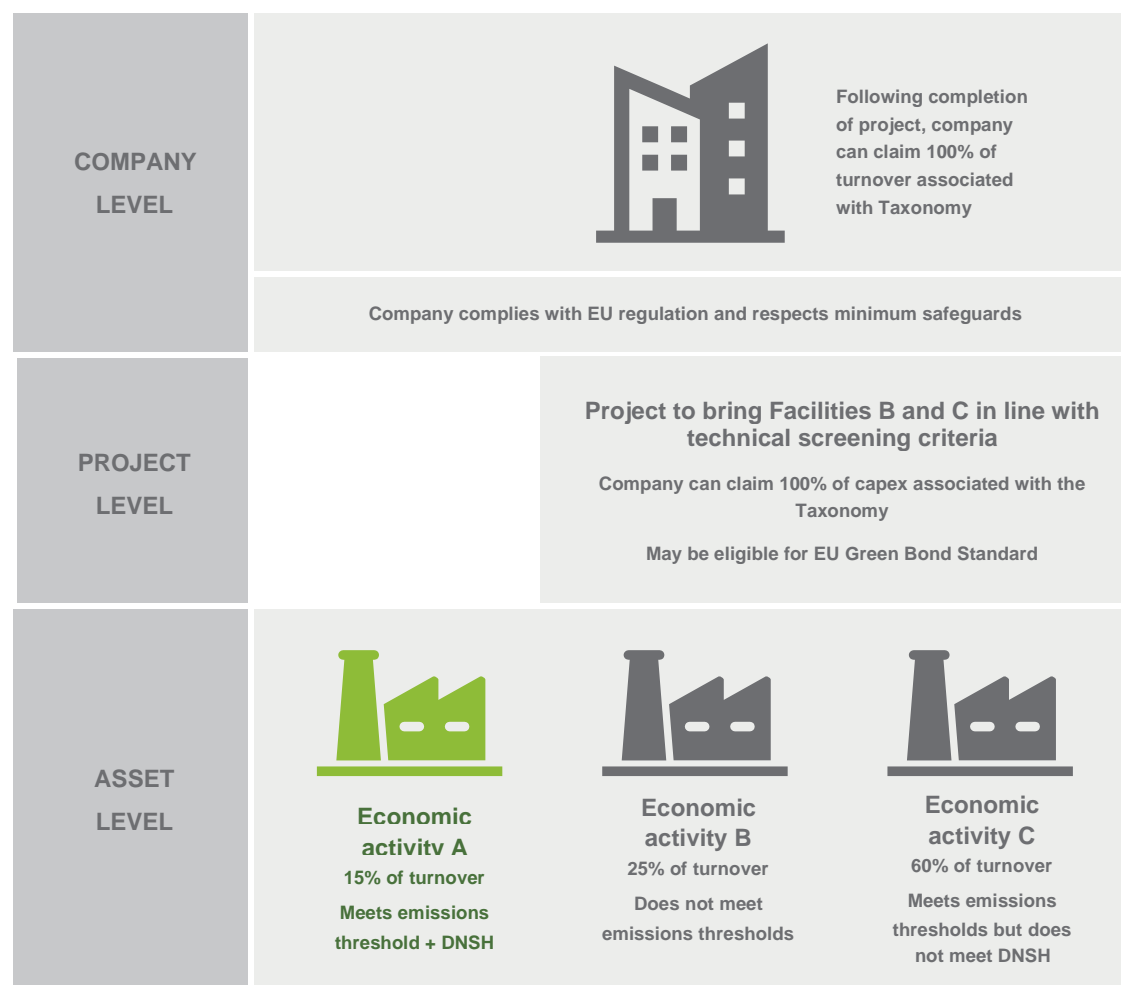 COMPANY
LEVEL
Following completion
of project, company
can claim 100% of
turnover associated
with Taxonomy
Company complies with EU regulation and respects minimum safeguards
PROJECT
LEVEL
Project to bring Facilities B and C in line with
technical screening criteria
Company can claim 100% of capex associated with the
Taxonomy
May be eligible for EU Green Bond Standard
ASSET
LEVEL
Economic
activity A
15% of turnover
Meets emissions
threshold + DNSH
Economic
activity B
25% of turnover
Does not meet
emissions thresholds
Economic
activity C
60% of turnover
Meets emissions
thresholds but does
not meet DNSH